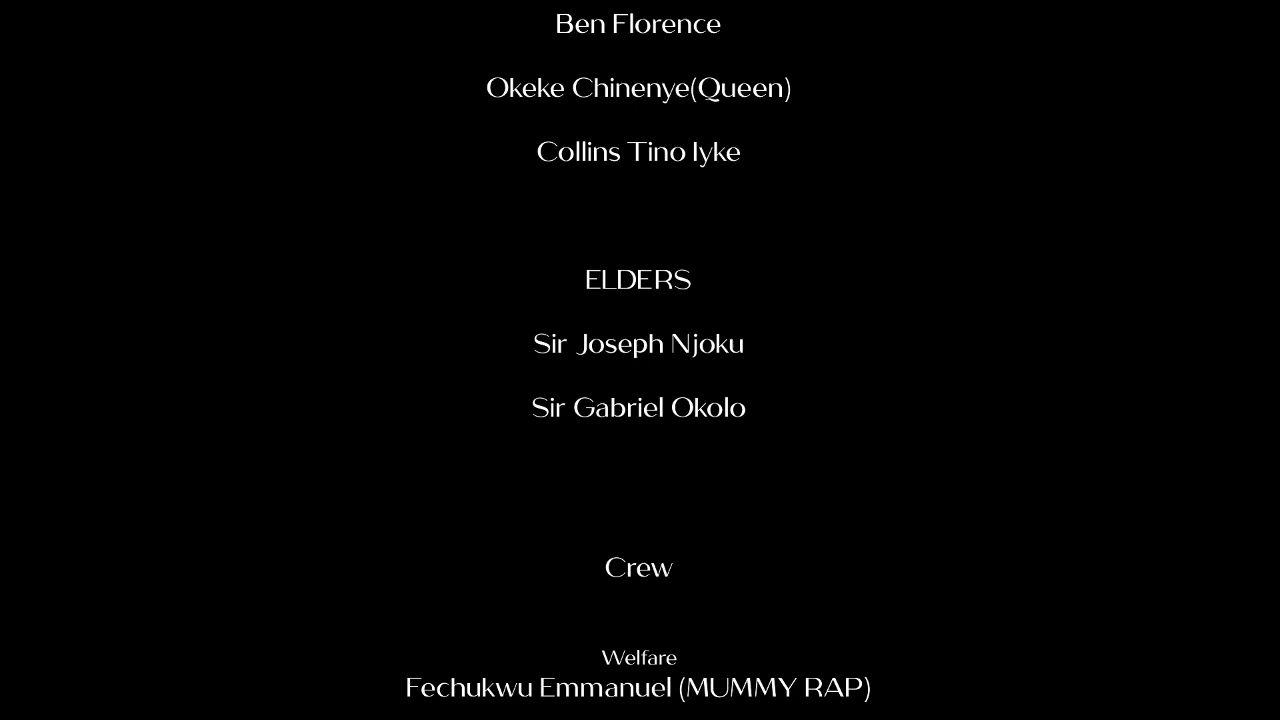 Ben Florence
Okeke Chinenye(Queen)
Collins Tino Iyke
ELDERS
Sir Joseph Njoku
Sir Gabriel Okolo
Crew
Welfare
Fechukwu Emmanuel (MUMMY RAP)